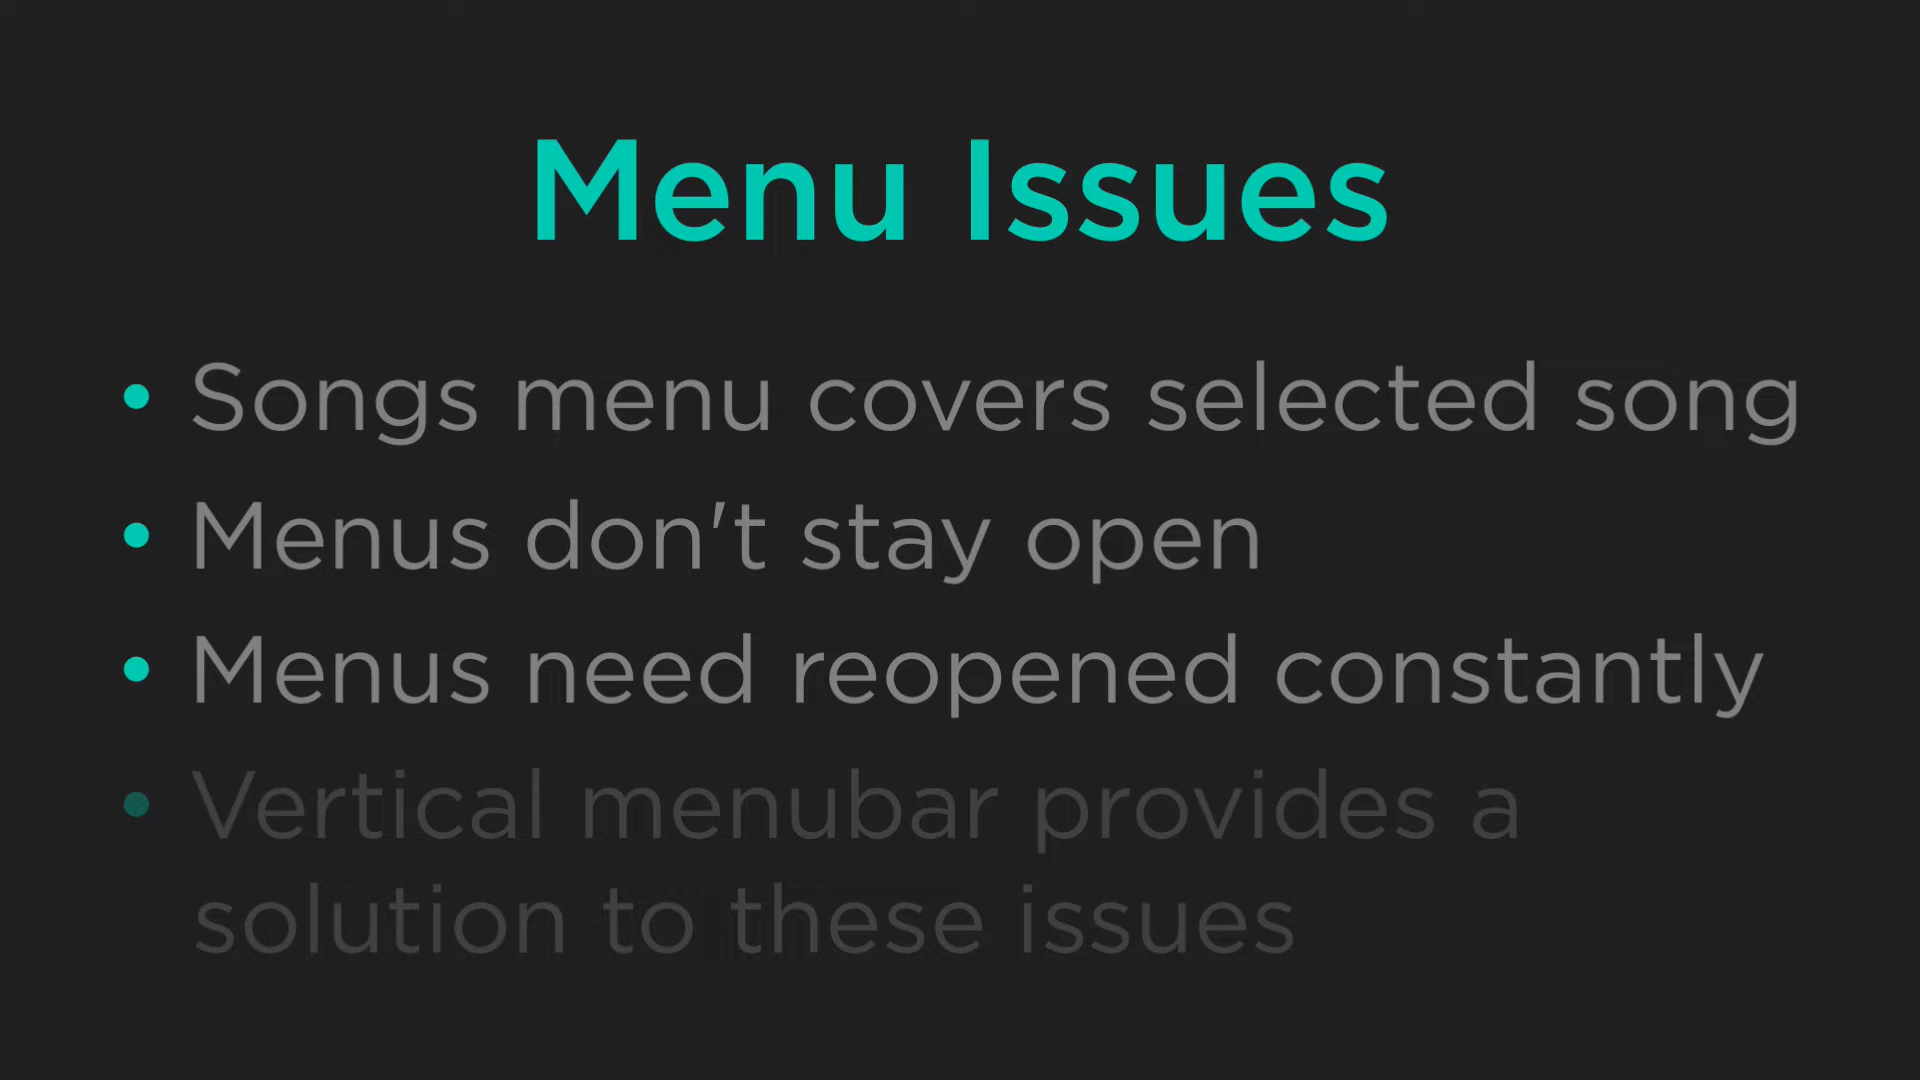 Menu Issues
• Songs menu covers selected song
• Menus don't stay open
• Menus need reopened constantly
• Vertical menubar provides a
solution to these issues